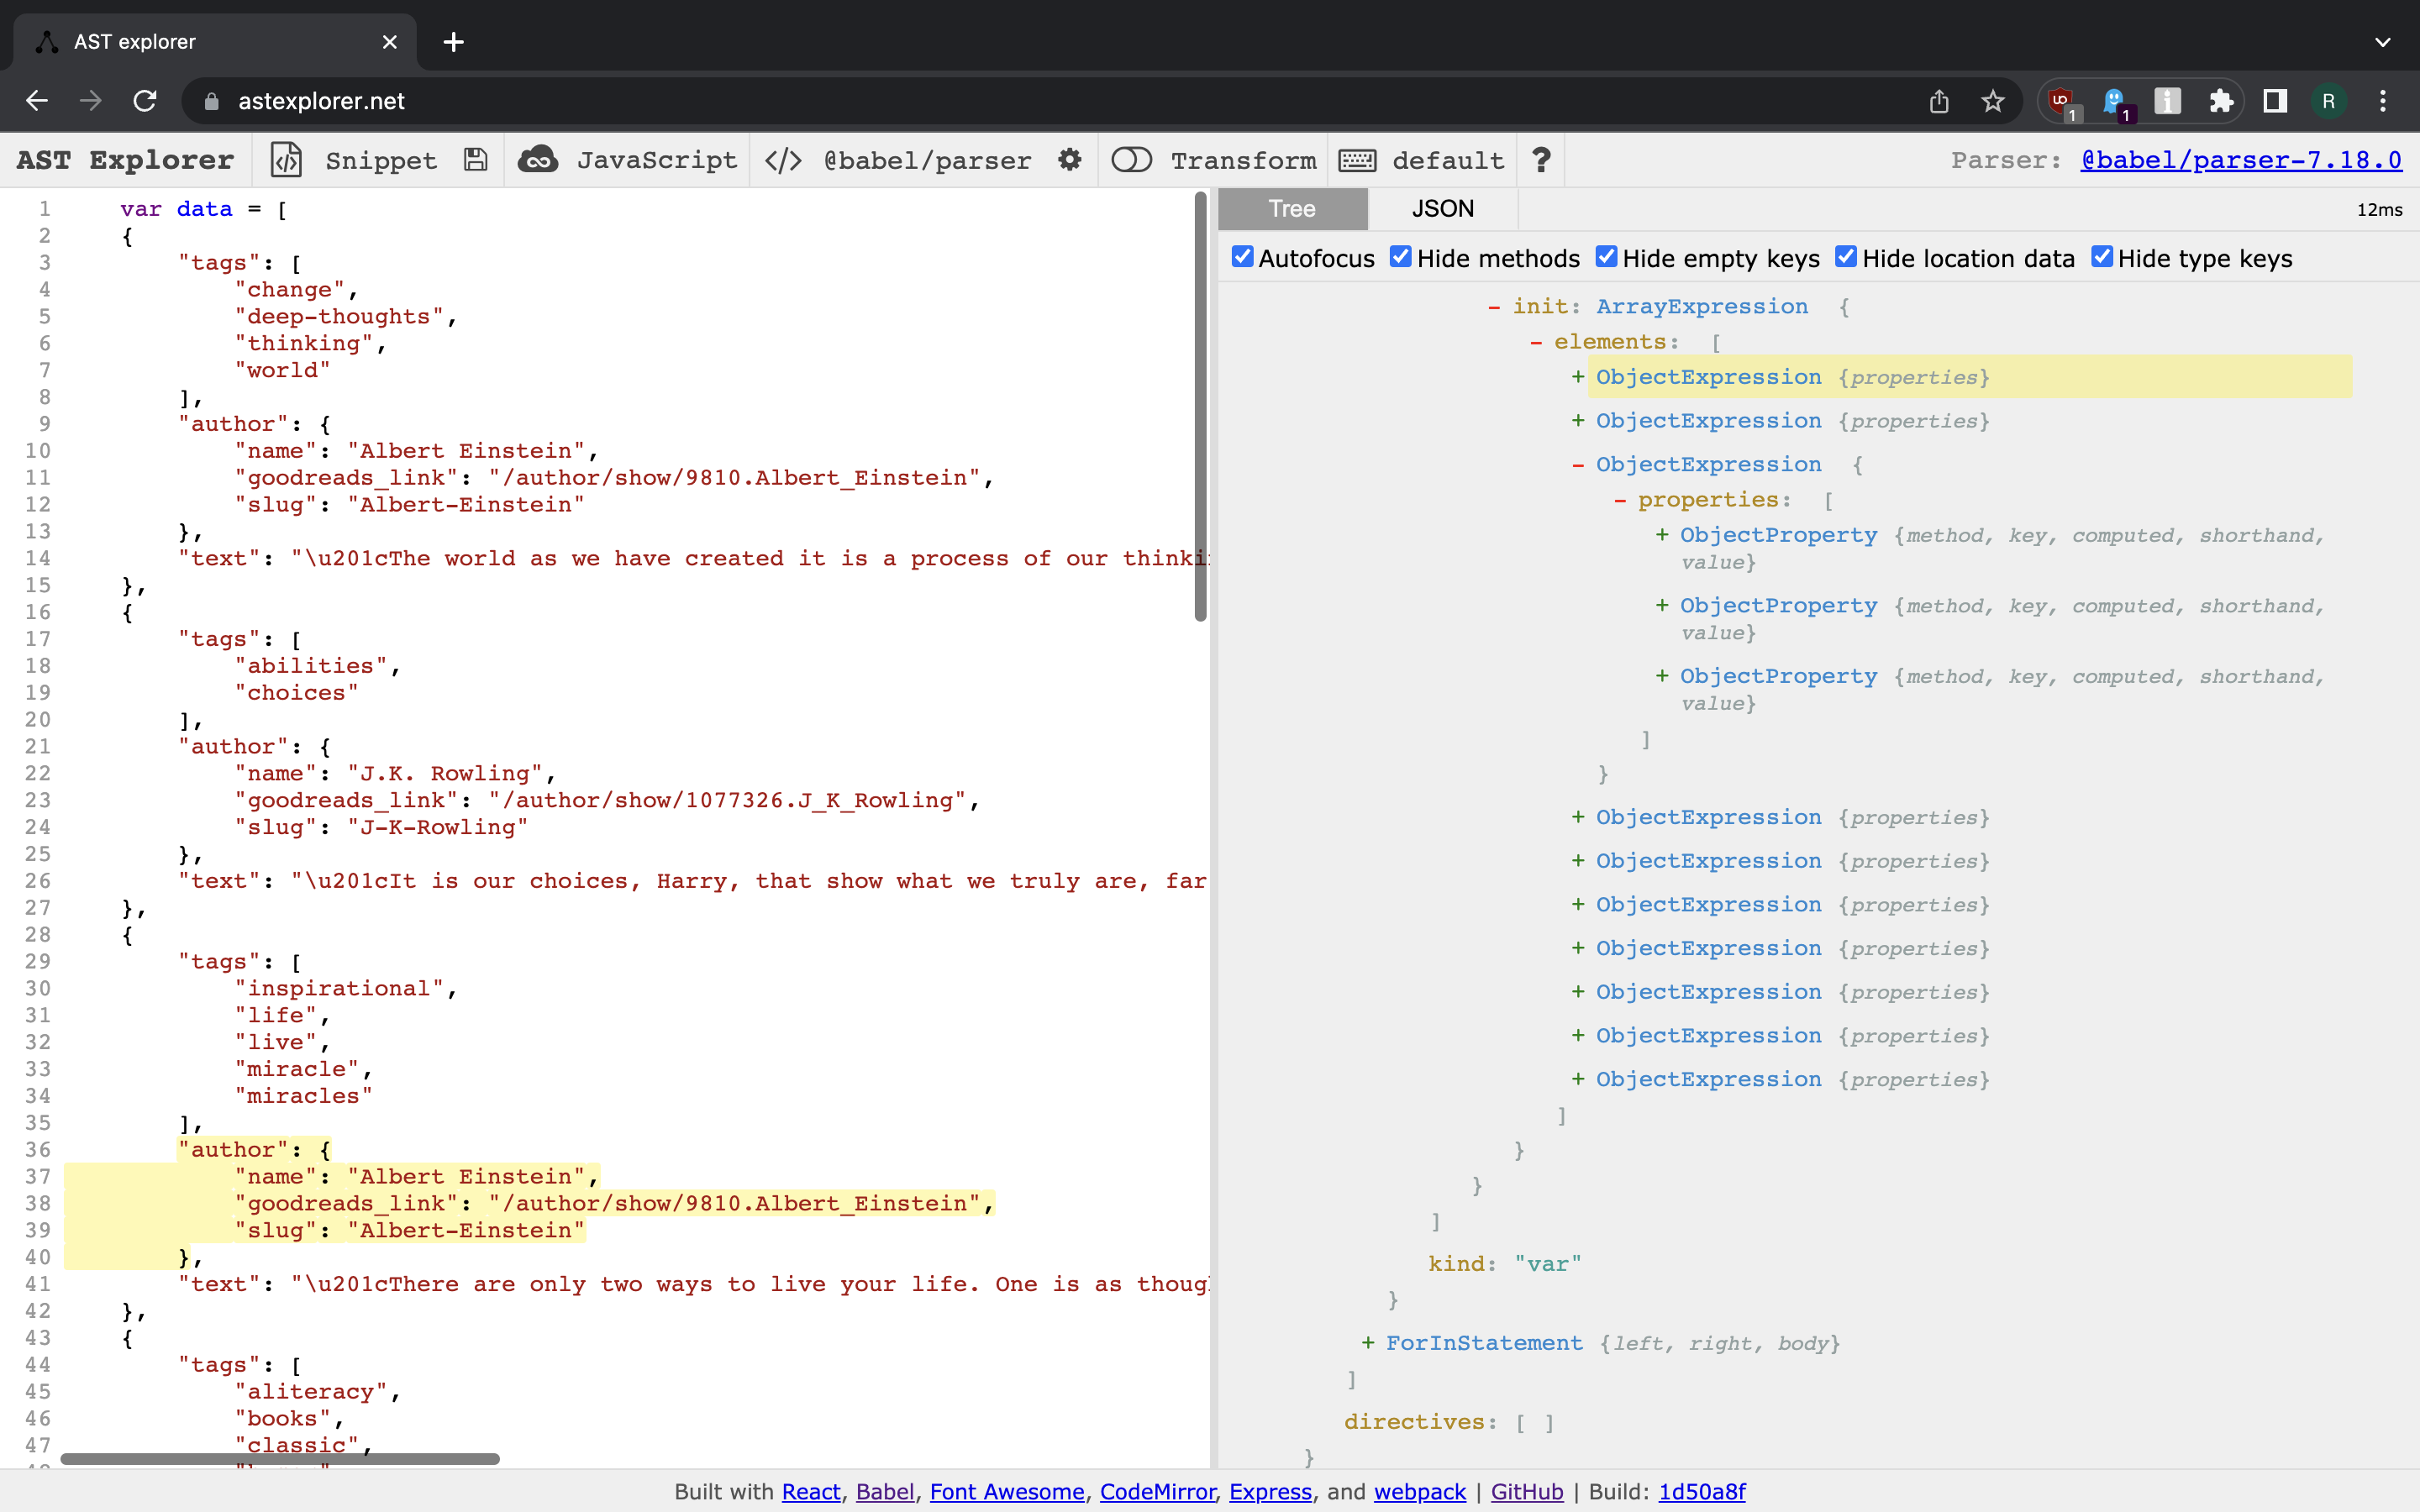 AST explorer
astexplorer.net
1
1
R
AST Explorer Snippet JavaScript </> @babel/parser Transform default ? Parser: @babel/parser-7.18.0
Tree JSON 12ms
Autofocus Hide methods Hide empty keys Hide location data Hide type keys
1 var data = [
2 {
3 "tags": [
4 "change",
5 "deep-thoughts",
6 "thinking",
7 "world"
8 ],
9 "author": {
10 "name": "Albert Einstein",
11 "goodreads_link": "/author/show/9810.Albert_Einstein",
12 "slug": "Albert-Einstein"
13 },
14 "text": "\u201cThe world as we have created it is a process of our thinki
15 },
16 {
17 "tags": [
18 "abilities",
19 "choices"
20 ],
21 "author": {
22 "name": "J.K. Rowling",
23 "goodreads_link": "/author/show/1077326.J_K_Rowling",
24 "slug": "J-K-Rowling"
25 },
26 "text": "\u201cIt is our choices, Harry, that show what we truly are, far
27 },
28 {
29 "tags": [
30 "inspirational",
31 "life",
32 "live",
33 "miracle",
34 "miracles"
35 ],
36 "author": {
37 "name": "Albert Einstein",
38 "goodreads_link": "/author/show/9810.Albert_Einstein",
39 "slug": "Albert-Einstein"
40 },
41 "text": "\u201cThere are only two ways to live your life. One is as though
42 },
43 {
44 "tags": [
45 "aliteracy",
46 "books",
47 "classic",
- init: ArrayExpression {
- elements: [
+ ObjectExpression {properties}
+ ObjectExpression {properties}
- ObjectExpression {
- properties: [
+ ObjectProperty {method, key, computed, shorthand,
value}
+ ObjectProperty {method, key, computed, shorthand,
value}
+ ObjectProperty {method, key, computed, shorthand,
value}
]
}
+ ObjectExpression {properties}
+ ObjectExpression {properties}
+ ObjectExpression {properties}
+ ObjectExpression {properties}
+ ObjectExpression {properties}
+ ObjectExpression {properties}
+ ObjectExpression {properties}
]
}
}
]
kind: "var"
}
+ ForInStatement {left, right, body}
]
directives: [ ]
}
Built with React, Babel, Font Awesome, CodeMirror, Express, and webpack | GitHub | Build: 1d50a8f